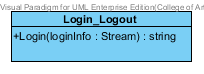 Visual Paradigm for UML Enterprise Edition(College of Ar
Login_Logout
+Login(loginInfo : Stream) : string